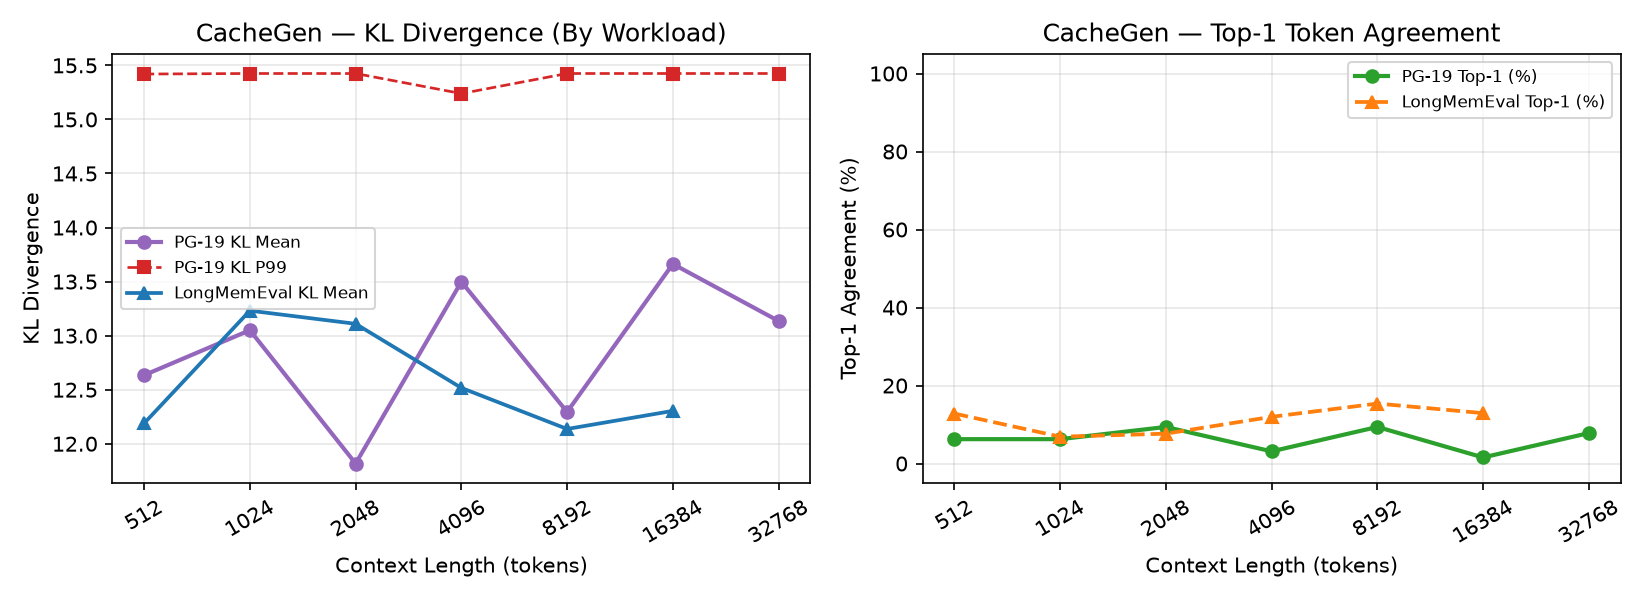 CacheGen — KL Divergence (By Workload)
KL Divergence
15.5
15.0
14.5
14.0
13.5
13.0
12.5
12.0
PG-19 KL Mean
PG-19 KL P99
LongMemEval KL Mean
512
1024
2048
4096
8192
16384
32768
Context Length (tokens)
CacheGen — Top-1 Token Agreement
Top-1 Agreement (%)
100
80
60
40
20
0
PG-19 Top-1 (%)
LongMemEval Top-1 (%)
512
1024
2048
4096
8192
16384
32768
Context Length (tokens)